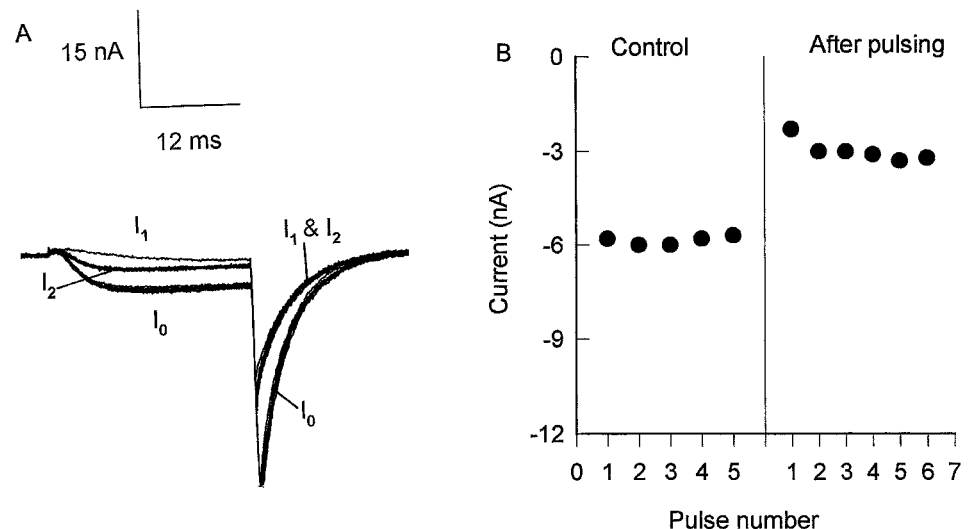 A
15 nA
12 ms
I₁
I₂
I₀
I₁ & I₂
I₀
B
Control
After pulsing
Current (nA)
0
-3
-6
-9
-12
0 1 2 3 4 5 1 2 3 4 5 6 7
Pulse number